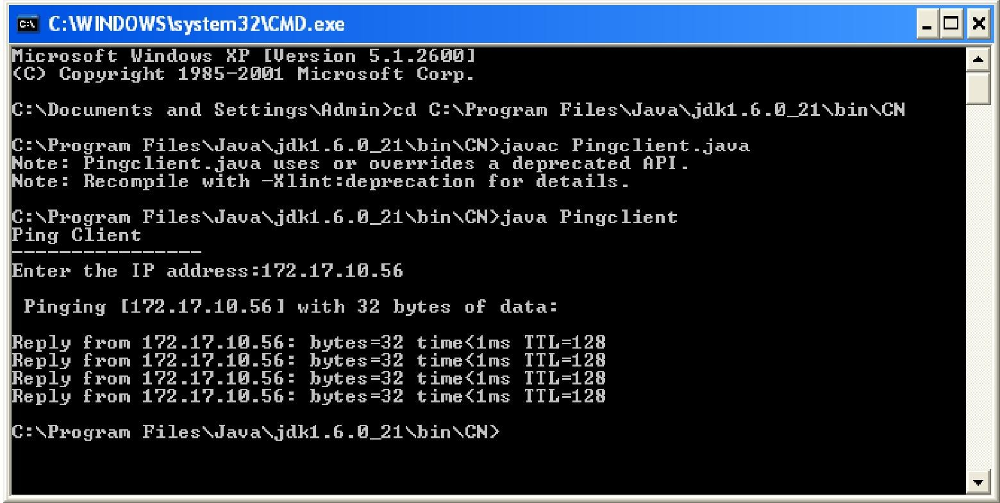 C:\WINDOWS\system32\CMD.exe
Microsoft Windows XP [Version 5.1.2600]
(C) Copyright 1985-2001 Microsoft Corp.
C:\Documents and Settings\Admin>cd C:\Program Files\Java\jdk1.6.0_21\bin\CN
C:\Program Files\Java\jdk1.6.0_21\bin\CN>javac Pingclient.java
Note: Pingclient.java uses or overrides a deprecated API.
Note: Recompile with -Xlint:deprecation for details.
C:\Program Files\Java\jdk1.6.0_21\bin\CN>java Pingclient
Ping Client
----------------
Enter the IP address:172.17.10.56
Pinging [172.17.10.56] with 32 bytes of data:
Reply from 172.17.10.56: bytes=32 time<1ms TTL=128
Reply from 172.17.10.56: bytes=32 time<1ms TTL=128
Reply from 172.17.10.56: bytes=32 time<1ms TTL=128
Reply from 172.17.10.56: bytes=32 time<1ms TTL=128
C:\Program Files\Java\jdk1.6.0_21\bin\CN>